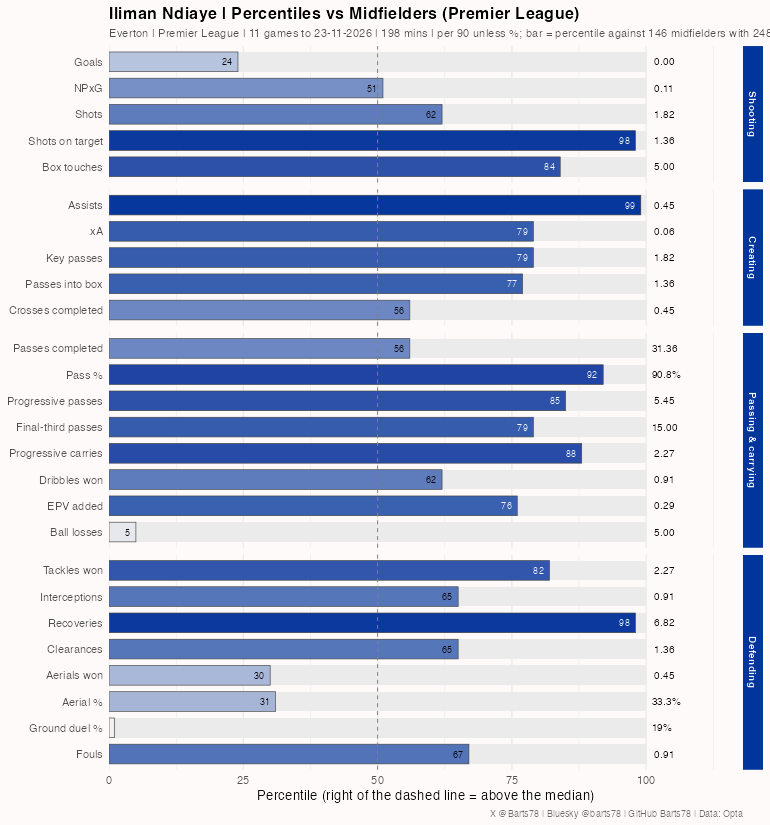 Iliman Ndiaye | Percentiles vs Midfielders (Premier League)
Everton | Premier League | 11 games to 23-11-2026 | 198 mins | per 90 unless %; bar = percentile against 146 midfielders with 248
Shooting
Goals 24 0.00
NPxG 51 0.11
Shots 62 1.82
Shots on target 98 1.36
Box touches 84 5.00
Creating
Assists 99 0.45
xA 79 0.06
Key passes 79 1.82
Passes into box 77 1.36
Crosses completed 56 0.45
Passing & carrying
Passes completed 56 31.36
Pass % 92 90.8%
Progressive passes 85 5.45
Final-third passes 79 15.00
Progressive carries 88 2.27
Dribbles won 62 0.91
EPV added 76 0.29
Ball losses 5 5.00
Defending
Tackles won 82 2.27
Interceptions 65 0.91
Recoveries 98 6.82
Clearances 65 1.36
Aerials won 30 0.45
Aerial % 31 33.3%
Ground duel % 19%
Fouls 67 0.91
0 25 50 75 100
Percentile (right of the dashed line = above the median)
X @Barts78 | Bluesky @barts78 | GitHub Barts78 | Data: Opta